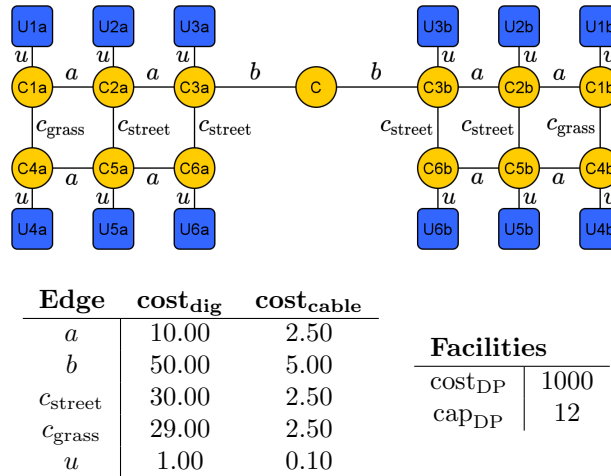 U1a U2a U3a U3b U2b U1b
u u u u u u
C1a a C2a a C3a b C b C3b a C2b a C1b
c_grass c_street c_street c_street c_street c_grass
C4a a C5a a C6a C6b a C5b a C4b
u u u u u u
U4a U5a U6a U6b U5b U4b
Edge cost_dig cost_cable
a 10.00 2.50
b 50.00 5.00
c_street 30.00 2.50
c_grass 29.00 2.50
u 1.00 0.10
Facilities
cost_DP 1000
cap_DP 12